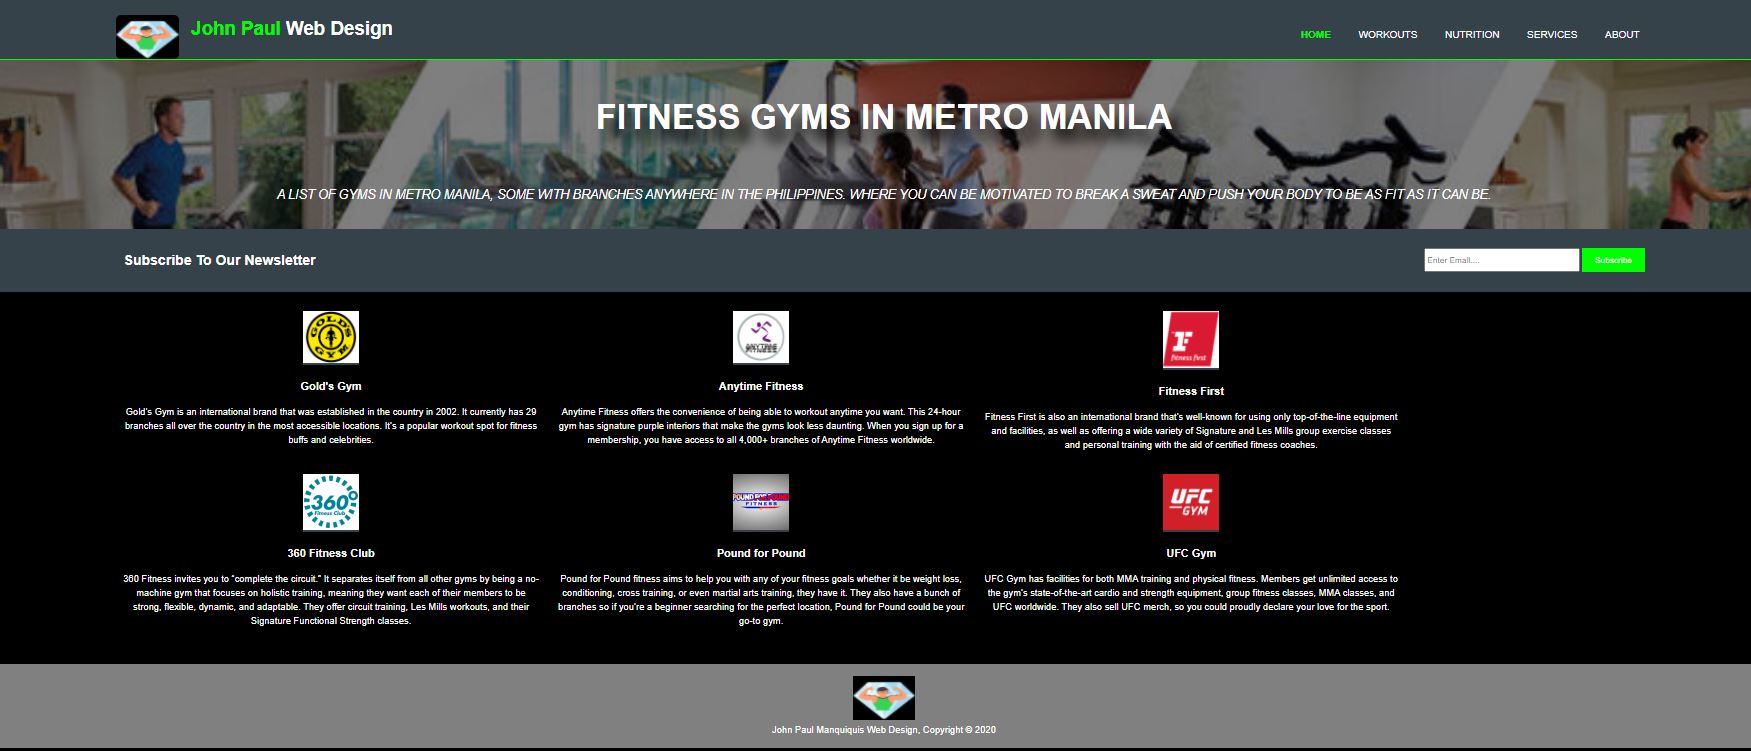 John Paul Web Design
HOME WORKOUTS NUTRITION SERVICES ABOUT
FITNESS GYMS IN METRO MANILA
A LIST OF GYMS IN METRO MANILA, SOME WITH BRANCHES ANYWHERE IN THE PHILIPPINES. WHERE YOU CAN BE MOTIVATED TO BREAK A SWEAT AND PUSH YOUR BODY TO BE AS FIT AS IT CAN BE.
Subscribe To Our Newsletter
Enter Email.... Subscribe
GOLD'S GYM
Gold's Gym
Gold's Gym is an international brand that was established in the country in 2002. It currently has 29
branches all over the country in the most accessible locations. It's a popular workout spot for fitness
buffs and celebrities.
ANYTIME FITNESS
Anytime Fitness
Anytime Fitness offers the convenience of being able to workout anytime you want. This 24-hour
gym has signature purple interiors that make the gyms look less daunting. When you sign up for a
membership, you have access to all 4,000+ branches of Anytime Fitness worldwide.
Fitness First
Fitness First
Fitness First is also an international brand that's well-known for using only top-of-the-line equipment
and facilities, as well as offering a wide variety of Signature and Les Mills group exercise classes
and personal training with the aid of certified fitness coaches.
360°
Fitness Club
360 Fitness Club
360 Fitness invites you to “complete the circuit.” It separates itself from all other gyms by being a no-
machine gym that focuses on holistic training, meaning they want each of their members to be
strong, flexible, dynamic, and adaptable. They offer circuit training, Les Mills workouts, and their
Signature Functional Strength classes.
POUND FOR POUND
FITNESS
Pound for Pound
Pound for Pound fitness aims to help you with any of your fitness goals whether it be weight loss,
conditioning, cross training, or even martial arts training, they have it. They also have a bunch of
branches so if you're a beginner searching for the perfect location, Pound for Pound could be your
go-to gym.
UFC
GYM
UFC Gym
UFC Gym has facilities for both MMA training and physical fitness. Members get unlimited access to
the gym's state-of-the-art cardio and strength equipment, group fitness classes, MMA classes, and
UFC worldwide. They also sell UFC merch, so you could proudly declare your love for the sport.
John Paul Manquiquis Web Design, Copyright © 2020